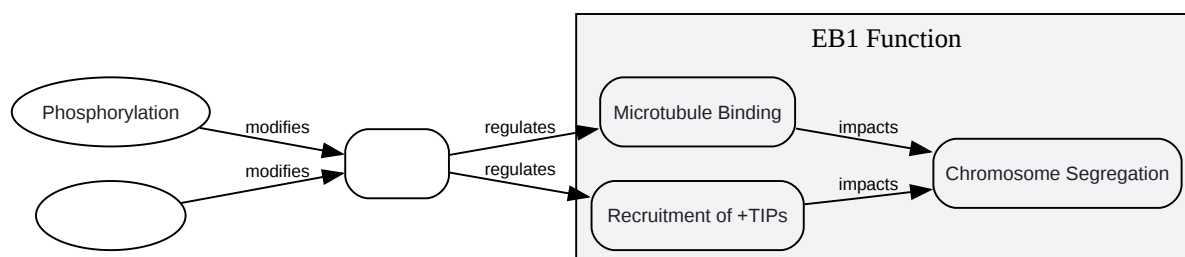 EB1 Function
Phosphorylation
modifies
modifies
regulates
regulates
Microtubule Binding
Recruitment of +TIPs
impacts
impacts
Chromosome Segregation